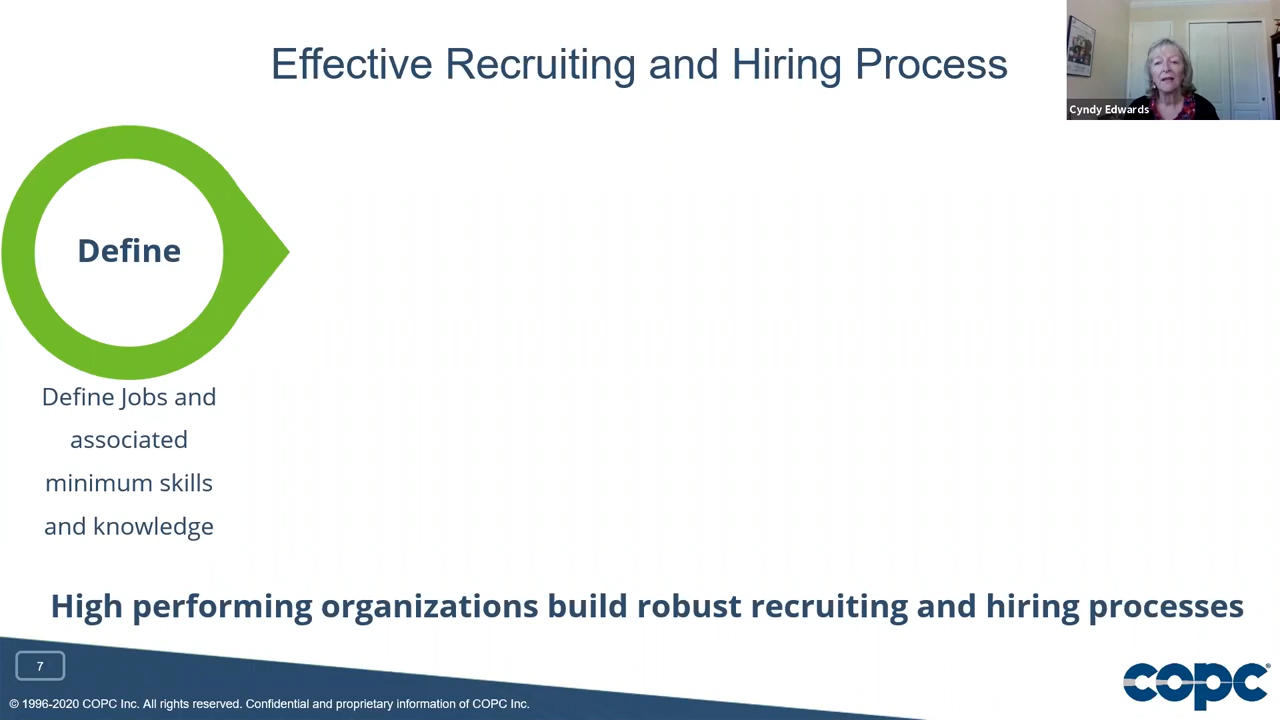 Effective Recruiting and Hiring Process
Cyndy Edwards
Define
Define Jobs and
associated
minimum skills
and knowledge
High performing organizations build robust recruiting and hiring processes
7
© 1996-2020 COPC Inc. All rights reserved. Confidential and proprietary information of COPC Inc.
copc®